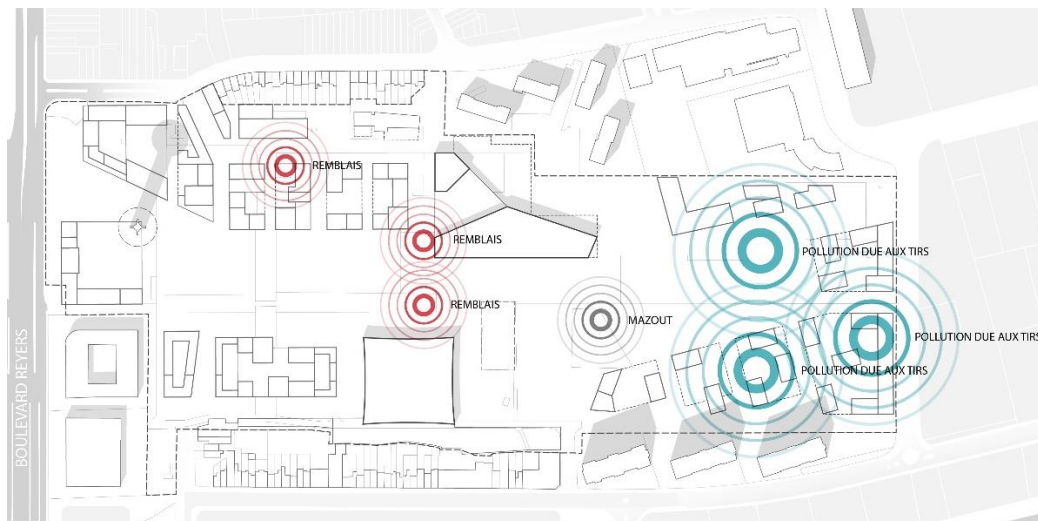 BOULEVARD REYERS
REMBLAIS
REMBLAIS
POLLUTION DUE AUX TIRS
REMBLAIS
MAZOUT
POLLUTION DUE AUX TIRS
POLLUTION DUE AUX TIRS